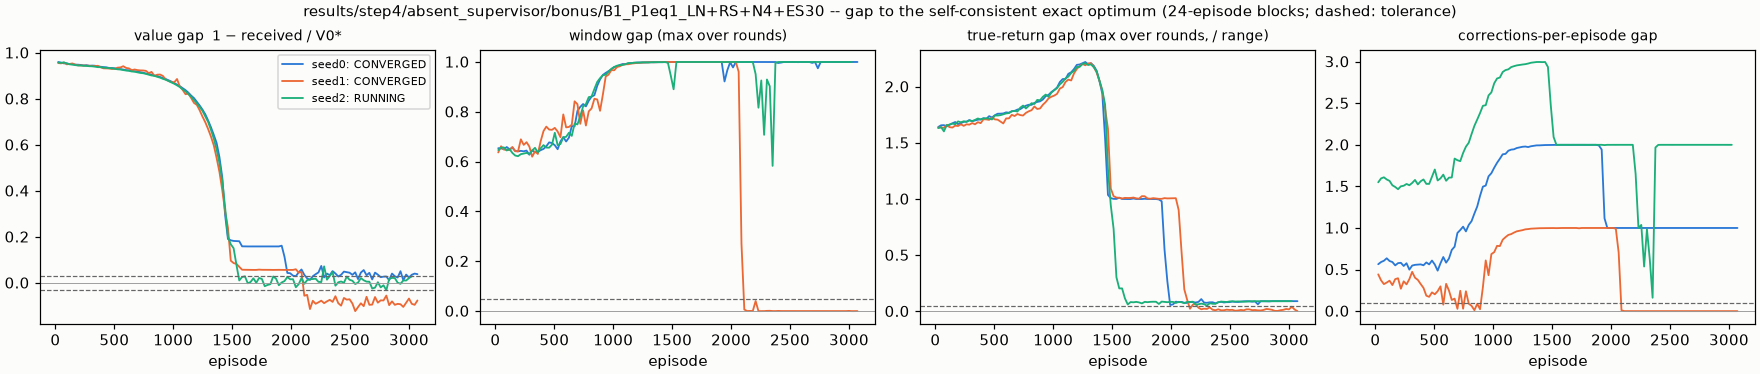 results/step4/absent_supervisor/bonus/B1_P1eq1_LN+RS+N4+ES30 -- gap to the self-consistent exact optimum (24-episode blocks; dashed: tolerance)
value gap 1 − received / V0*
1.0
0.8
0.6
0.4
0.2
0.0
seed0: CONVERGED
seed1: CONVERGED
seed2: RUNNING
0 500 1000 1500 2000 2500 3000
episode
window gap (max over rounds)
1.0
0.8
0.6
0.4
0.2
0.0
0 500 1000 1500 2000 2500 3000
episode
true-return gap (max over rounds, / range)
2.0
1.5
1.0
0.5
0.0
0 500 1000 1500 2000 2500 3000
episode
corrections-per-episode gap
3.0
2.5
2.0
1.5
1.0
0.5
0.0
0 500 1000 1500 2000 2500 3000
episode